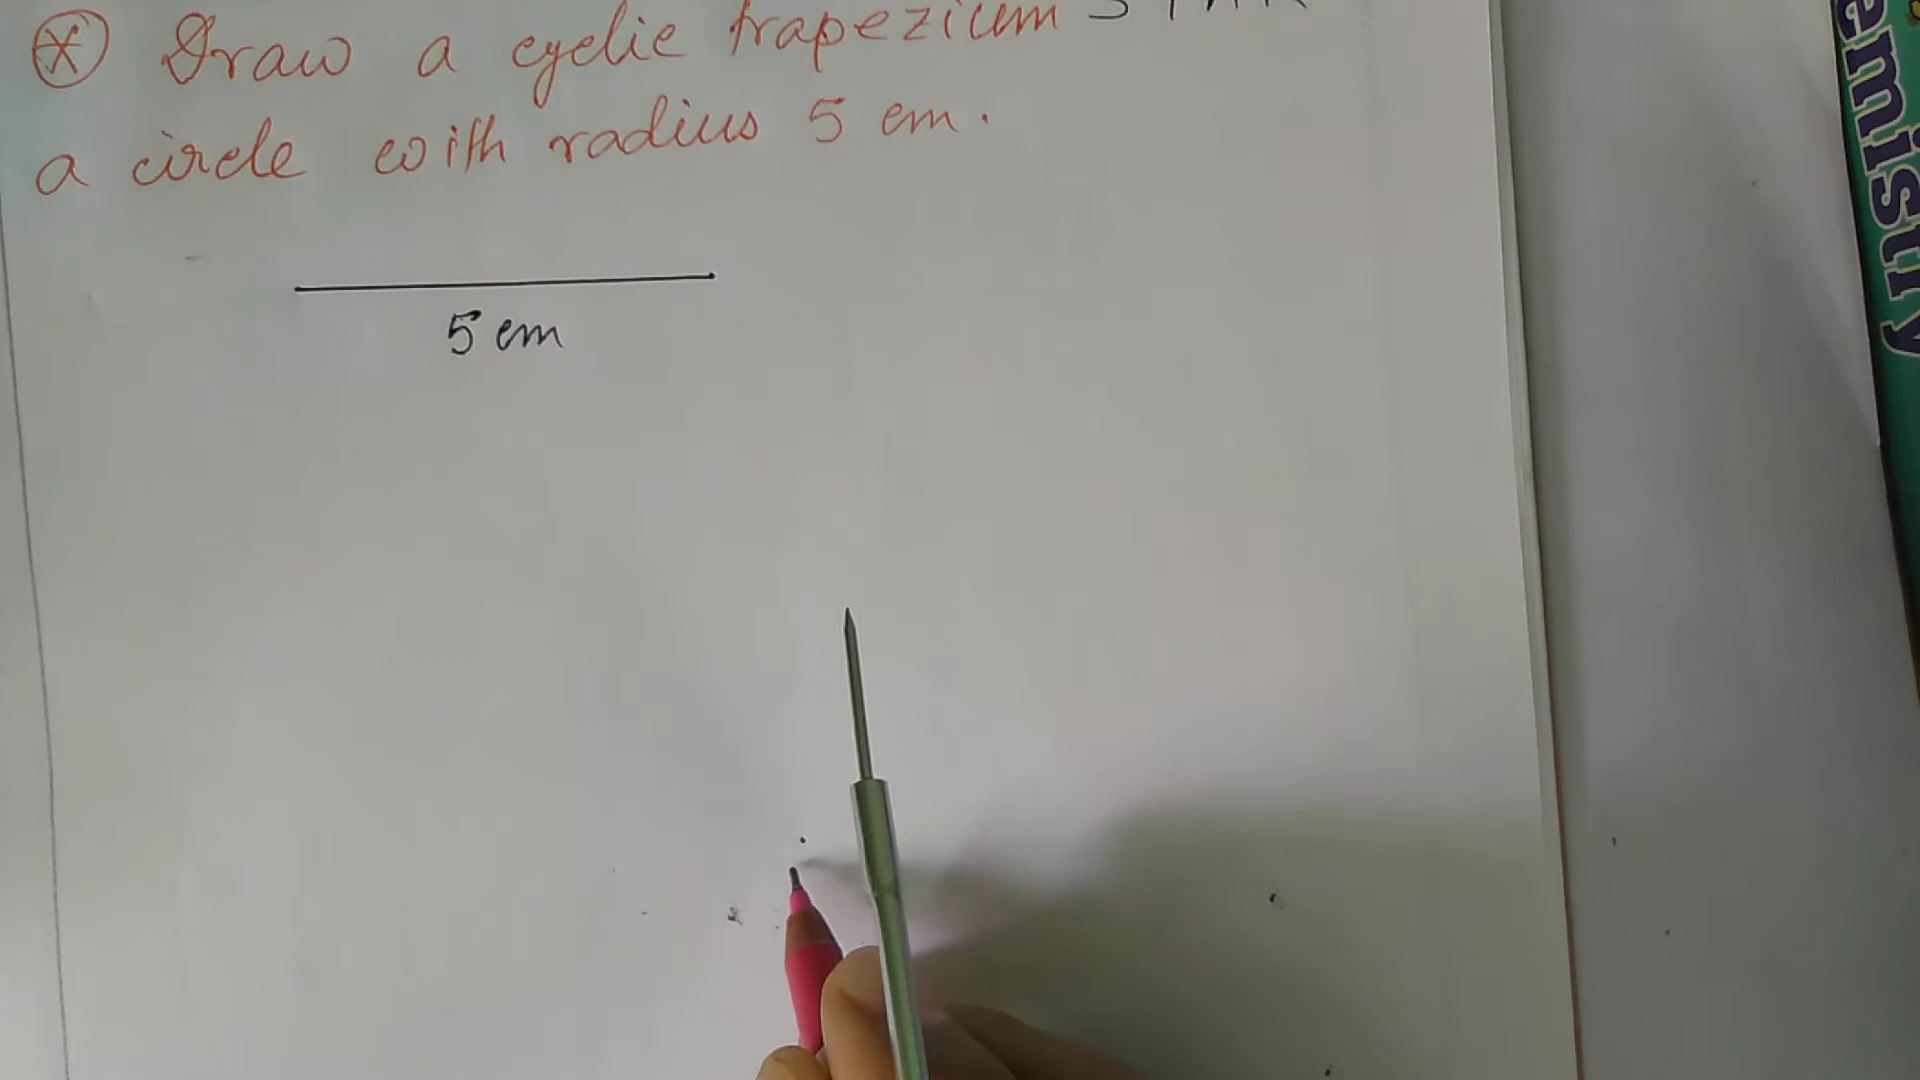 Draw a cyclic trapezium
a circle with radius 5 cm.
5 cm
emistry